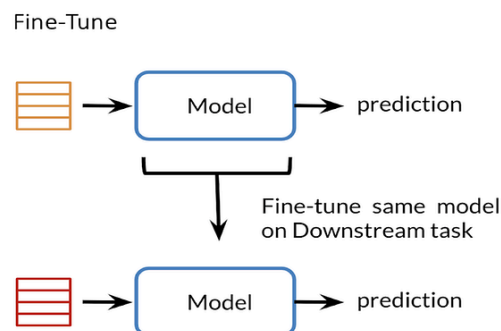 Fine-Tune
Model
prediction
Fine-tune same model
on Downstream task
Model
prediction